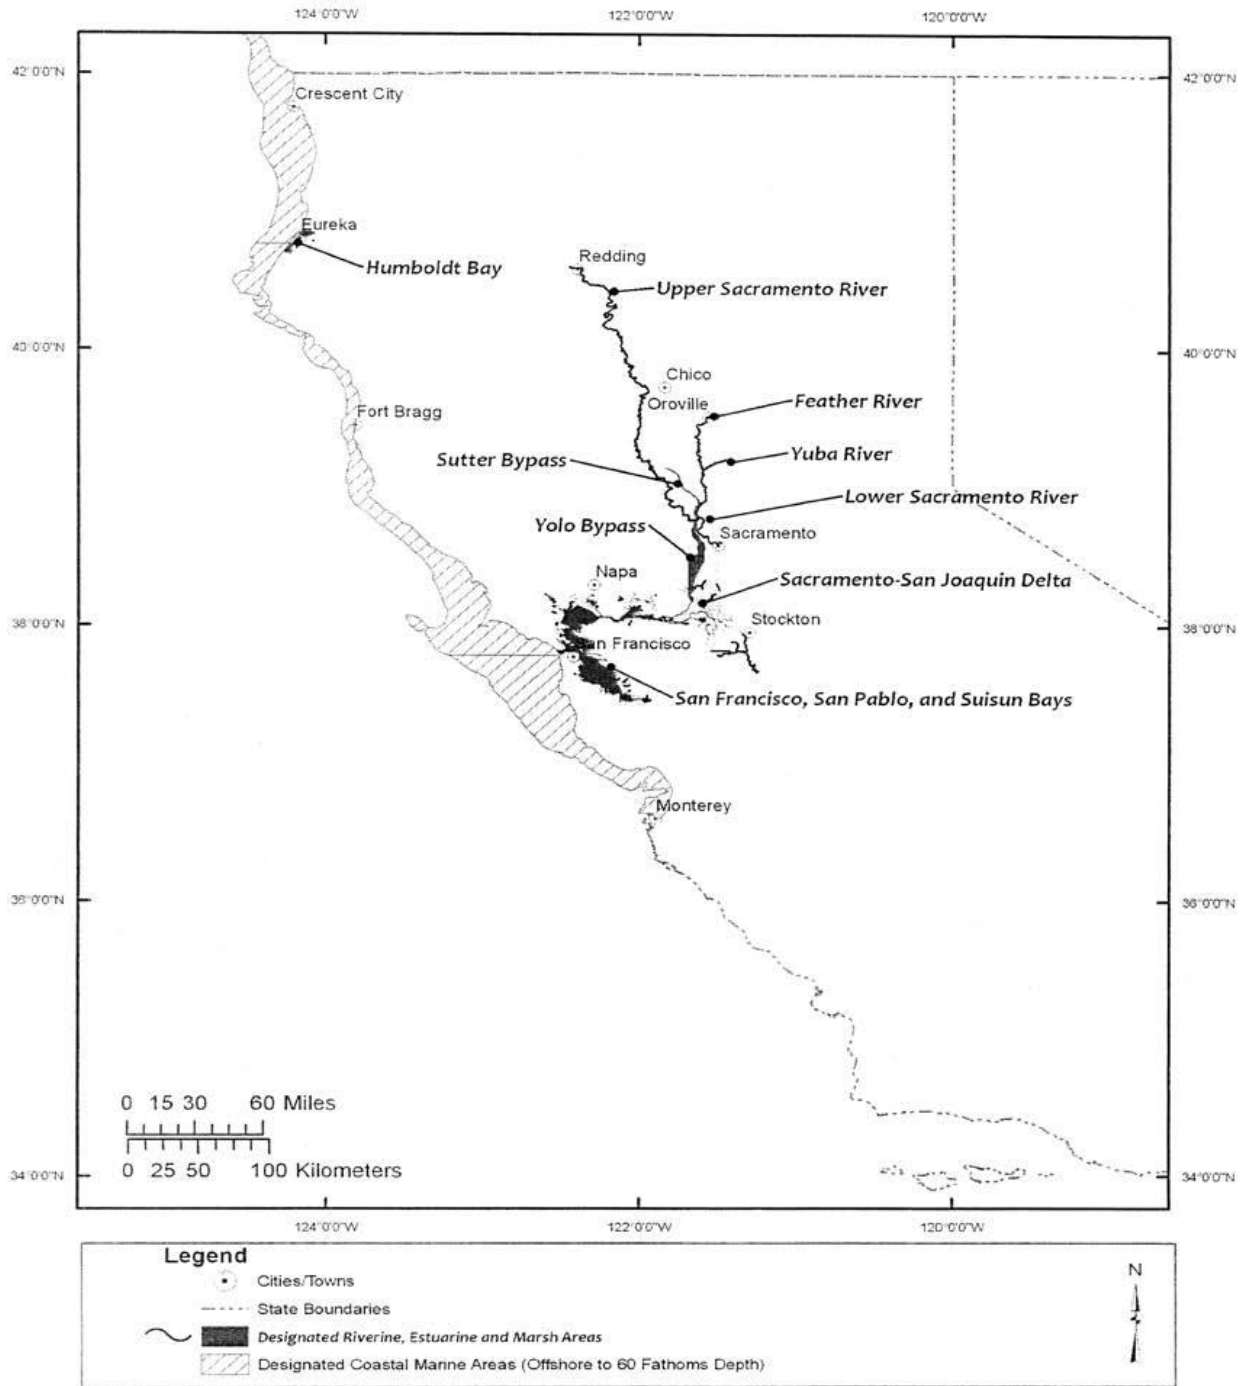 124°0'0"W 122°0'0"W 120°0'0"W
42°0'0"N 42°0'0"N
Crescent City
Eureka
Humboldt Bay
Redding
Upper Sacramento River
40°0'0"N 40°0'0"N
Chico
Oroville
Feather River
Fort Bragg
Sutter Bypass
Yuba River
Lower Sacramento River
Yolo Bypass
Sacramento
Napa
Sacramento-San Joaquin Delta
38°0'0"N 38°0'0"N
Stockton
San Francisco
San Francisco, San Pablo, and Suisun Bays
Monterey
36°0'0"N 36°0'0"N
0 15 30 60 Miles
0 25 50 100 Kilometers
34°0'0"N 34°0'0"N
124°0'0"W 122°0'0"W 120°0'0"W
Legend
Cities/Towns
State Boundaries
Designated Riverine, Estuarine and Marsh Areas
Designated Coastal Marine Areas (Offshore to 60 Fathoms Depth)
N